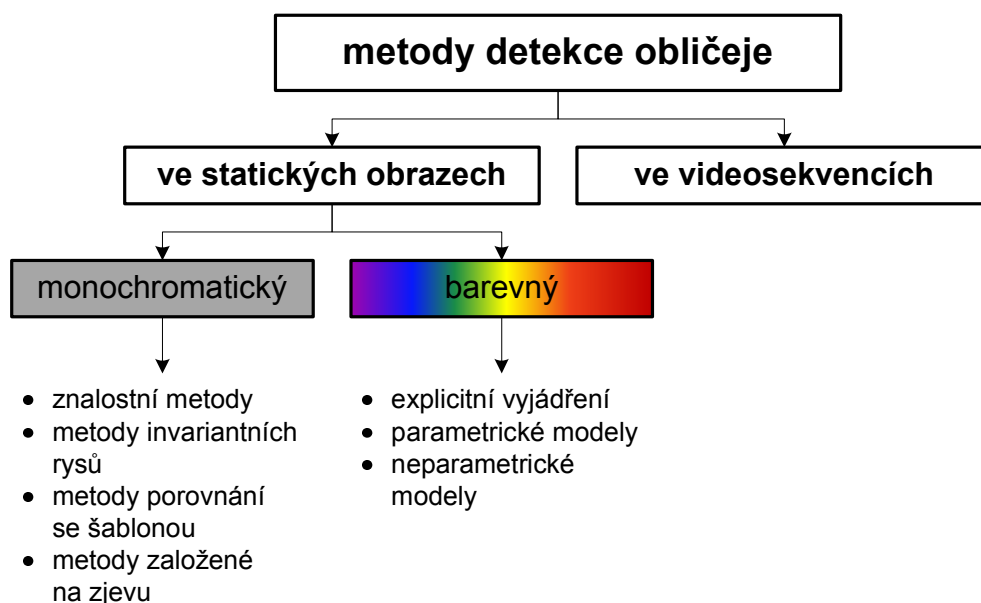 metody detekce obličeje
ve statických obrazech
ve videosekvencích
monochromatický
barevný
• znalostní metody
• metody invariantních
rysů
• metody porovnání
se šablonou
• metody založené
na zjevu
• explicitní vyjádření
• parametrické modely
• neparametrické
modely